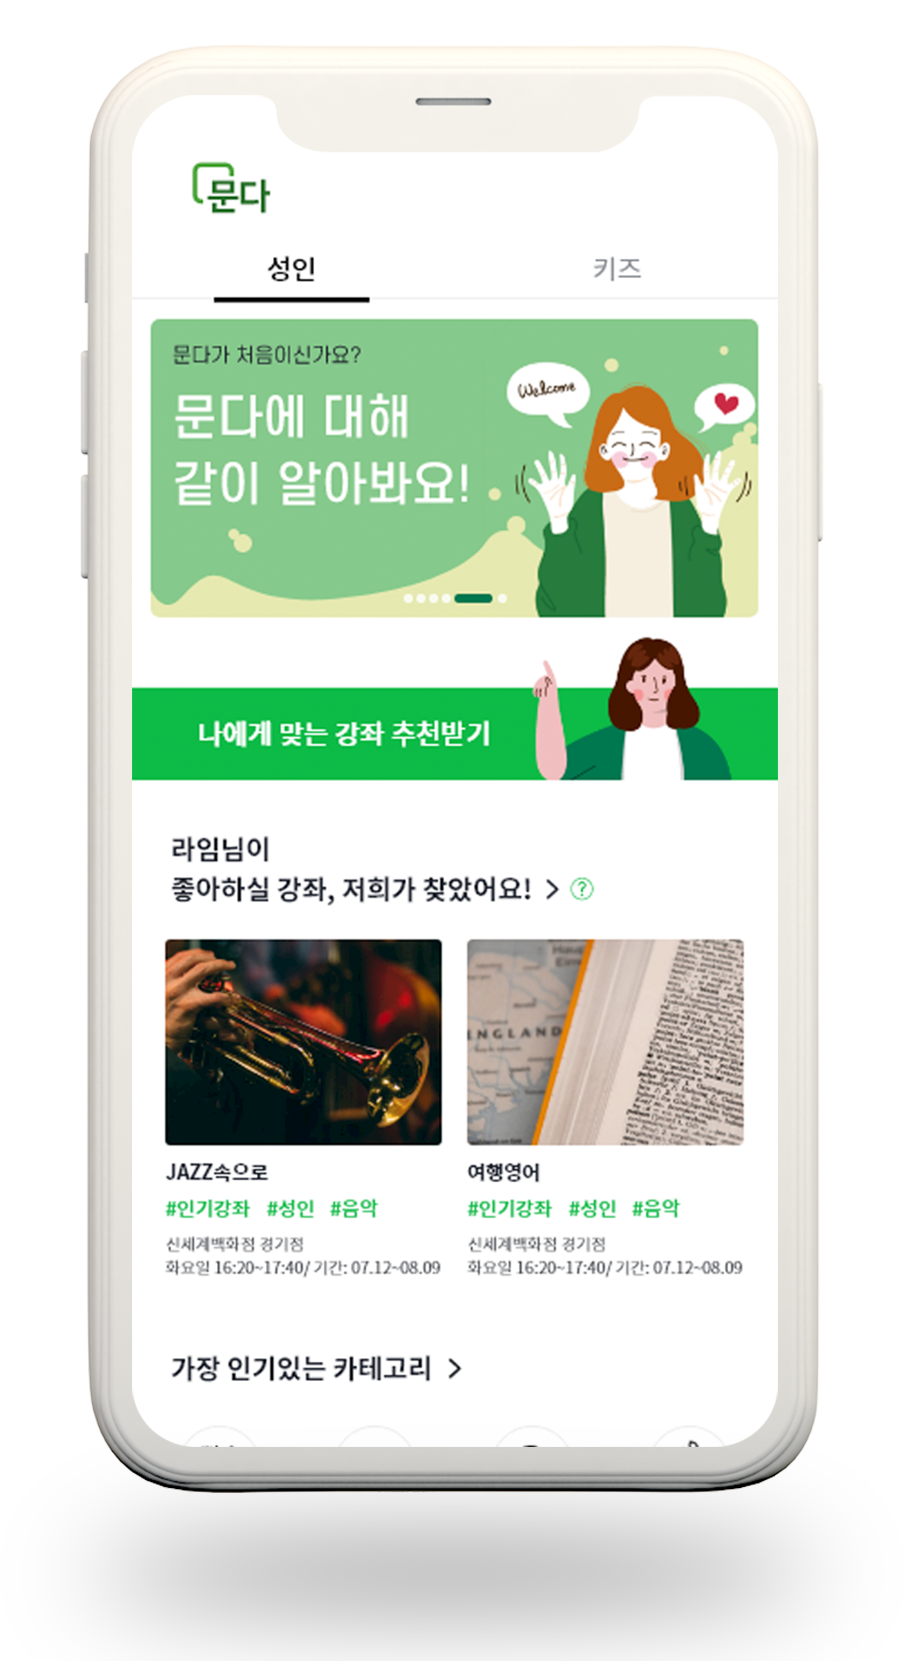 문다
성인
키즈
문다가 처음이신가요?
문다에 대해
같이 알아봐요!
Welcome
나에게 맞는 강좌 추천받기
라임님이
좋아하실 강좌, 저희가 찾았어요! > ?
ENGLAND
JAZZ속으로
#인기강좌 #성인 #음악
신세계백화점 경기점
화요일 16:20~17:40/ 기간: 07.12~08.09
여행영어
#인기강좌 #성인 #음악
신세계백화점 경기점
화요일 16:20~17:40/ 기간: 07.12~08.09
가장 인기있는 카테고리 >